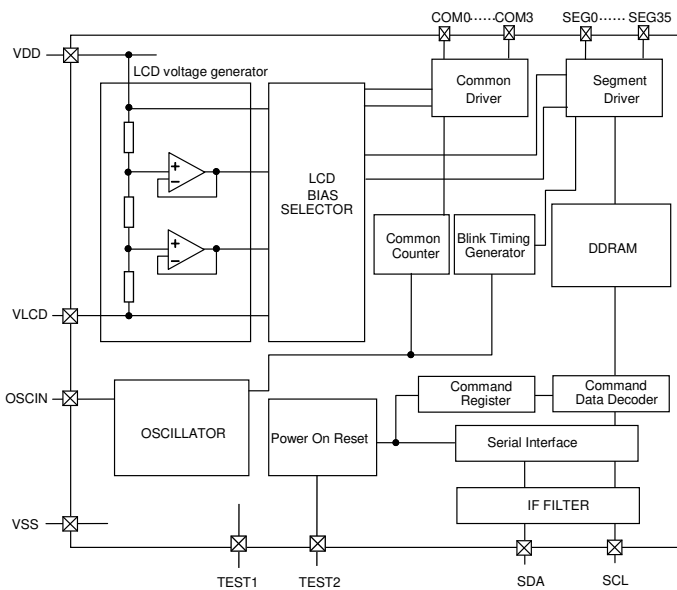 COM0······COM3 SEG0······ SEG35
VDD
LCD voltage generator
Common
Driver
Segment
Driver
LCD
BIAS
SELECTOR
Common
Counter
Blink Timing
Generator
DDRAM
VLCD
OSCIN
OSCILLATOR
Power On Reset
Command
Register
Command
Data Decoder
Serial Interface
IF FILTER
VSS
TEST1 TEST2 SDA SCL